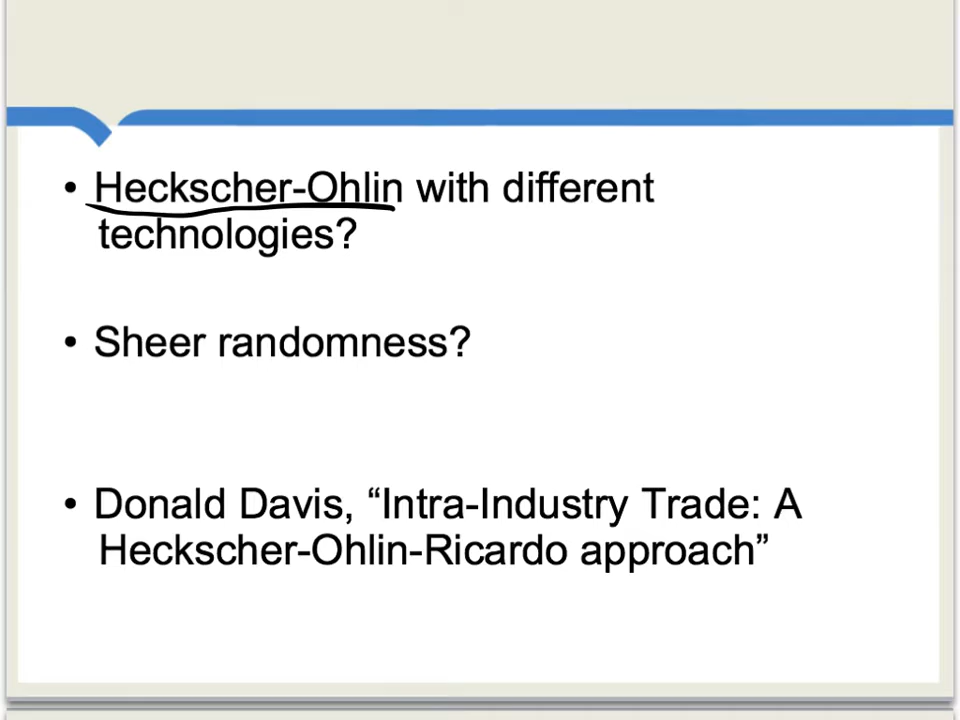 • Heckscher-Ohlin with different
technologies?
• Sheer randomness?
• Donald Davis, “Intra-Industry Trade: A
Heckscher-Ohlin-Ricardo approach”